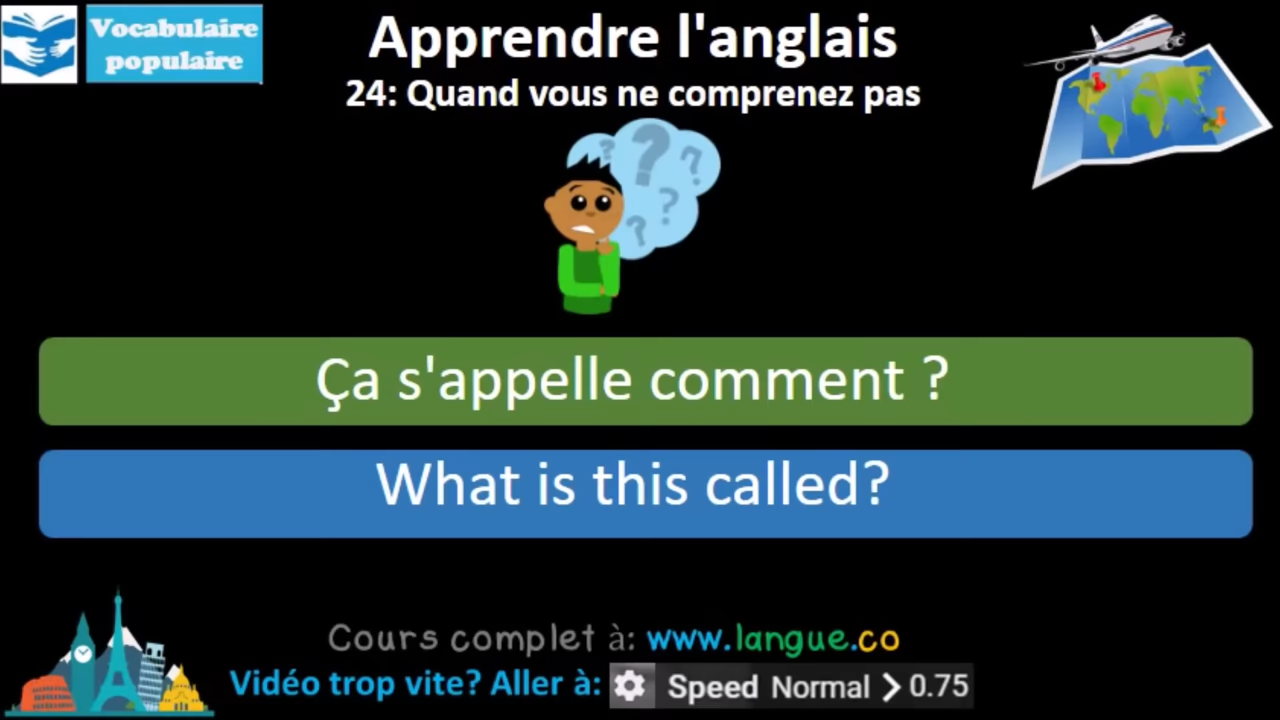 Vocabulaire
populaire
Apprendre l'anglais
24: Quand vous ne comprenez pas
? ? ? ? ?
Ça s'appelle comment ?
What is this called?
Cours complet à: www.langue.co
Vidéo trop vite? Aller à: Speed Normal > 0.75